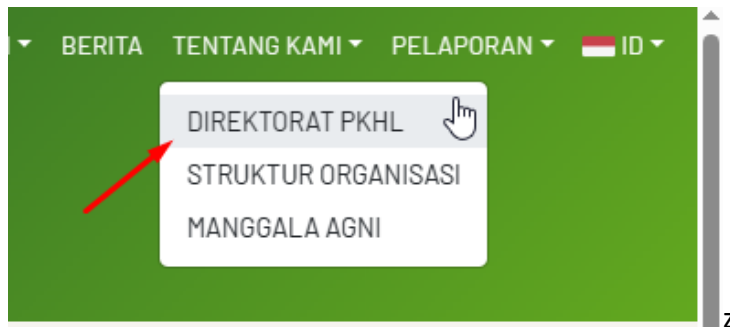 BERITA TENTANG KAMI PELAPORAN ID
DIREKTORAT PKHL
STRUKTUR ORGANISASI
MANGGALA AGNI